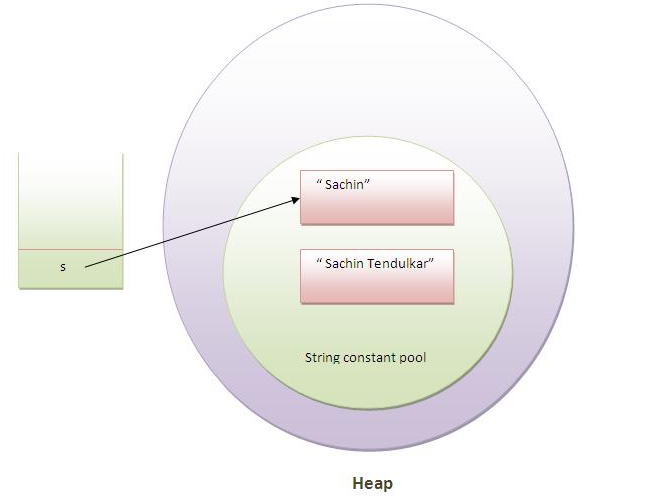 “ Sachin”
s
“ Sachin Tendulkar”
String constant pool
Heap